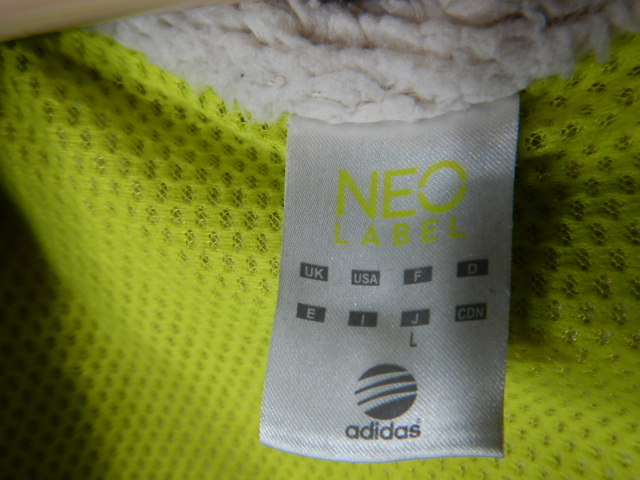 NEO
LABEL
UK USA F D
E I J CDN
L
adidas